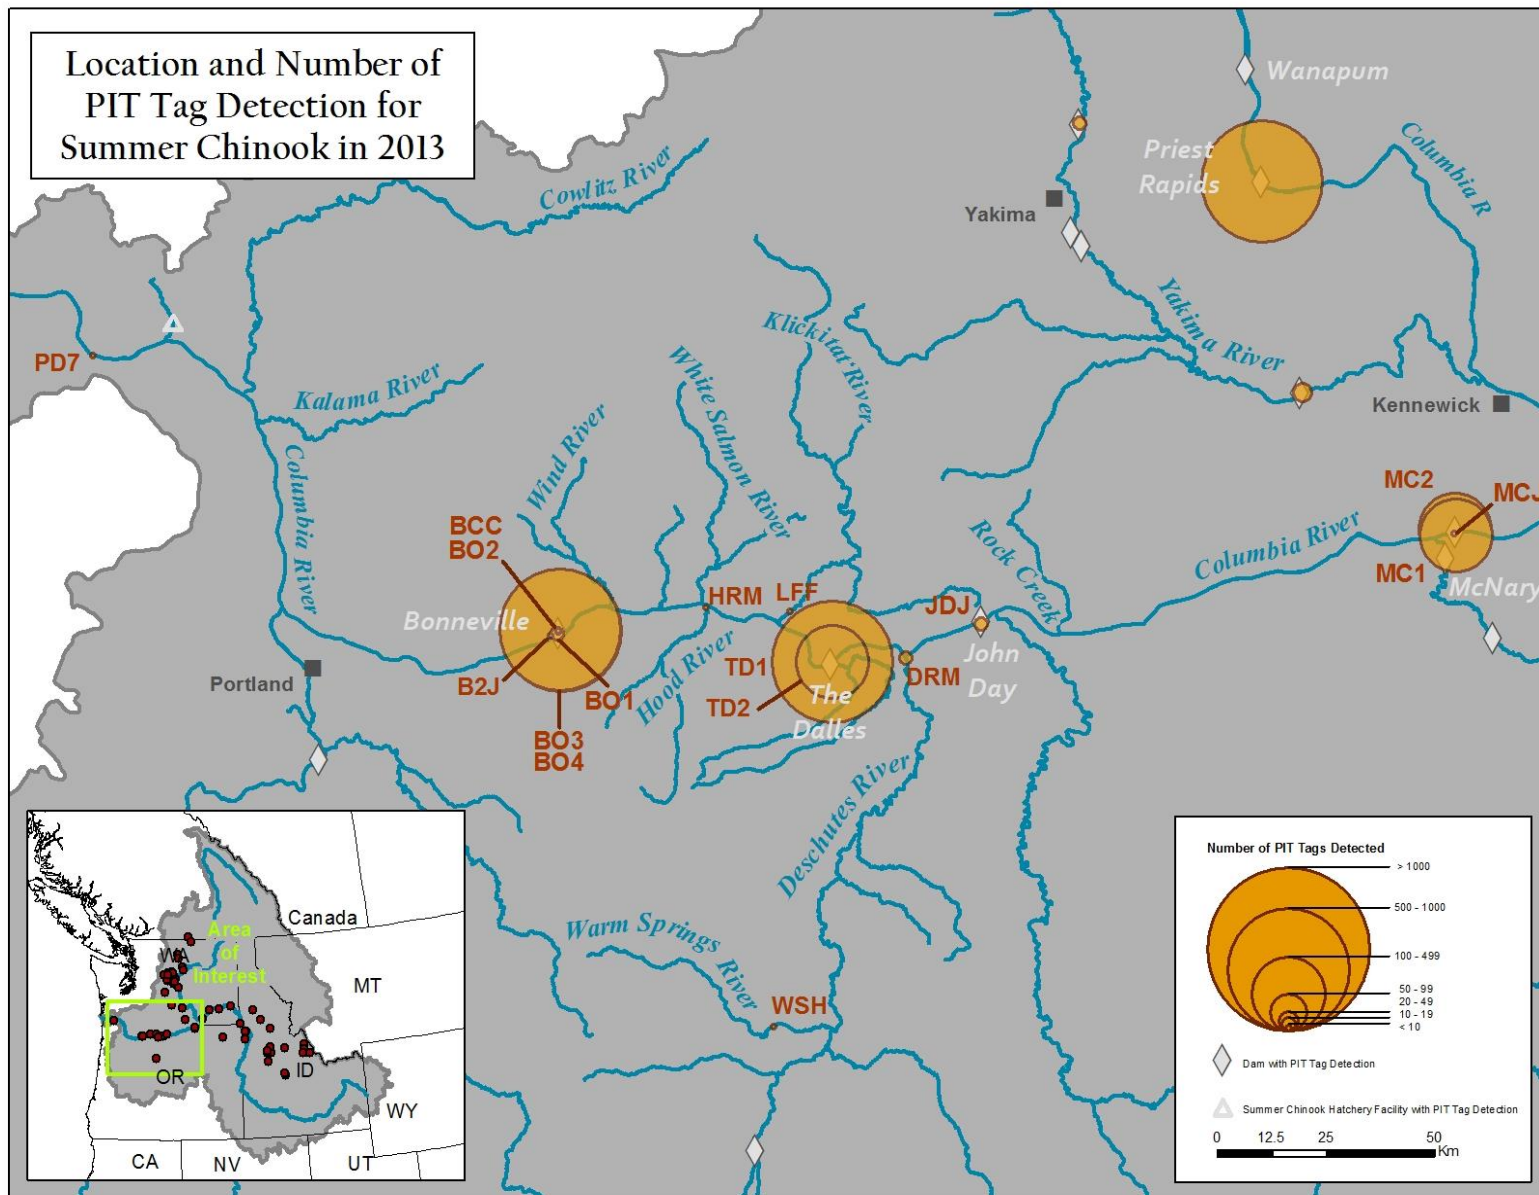 Location and Number of
PIT Tag Detection for
Summer Chinook in 2013
Wanapum
Priest
Rapids
Columbia R
Cowlitz River
Yakima
Yakima River
Klickitat River
PD7
White Salmon River
Kalama River
Kennewick
Wind River
Columbia River
MC2
MCJ
BCC
BO2
Rock Creek
Columbia River
MC1
McNary
HRM
LFF
JDJ
Bonneville
John
Day
Portland
B2J
BO1
Hood River
TD1
TD2
The
Dalles
DRM
BO3
BO4
Deschutes River
Warm Springs River
WSH
Canada
Area
of
Interest
WA
MT
OR
ID
WY
CA
NV
UT
Number of PIT Tags Detected
> 1000
500 - 1000
100 - 499
50 - 99
20 - 49
10 - 19
< 10
Dam with PIT Tag Detection
Summer Chinook Hatchery Facility with PIT Tag Detection
0 12.5 25 50
Km